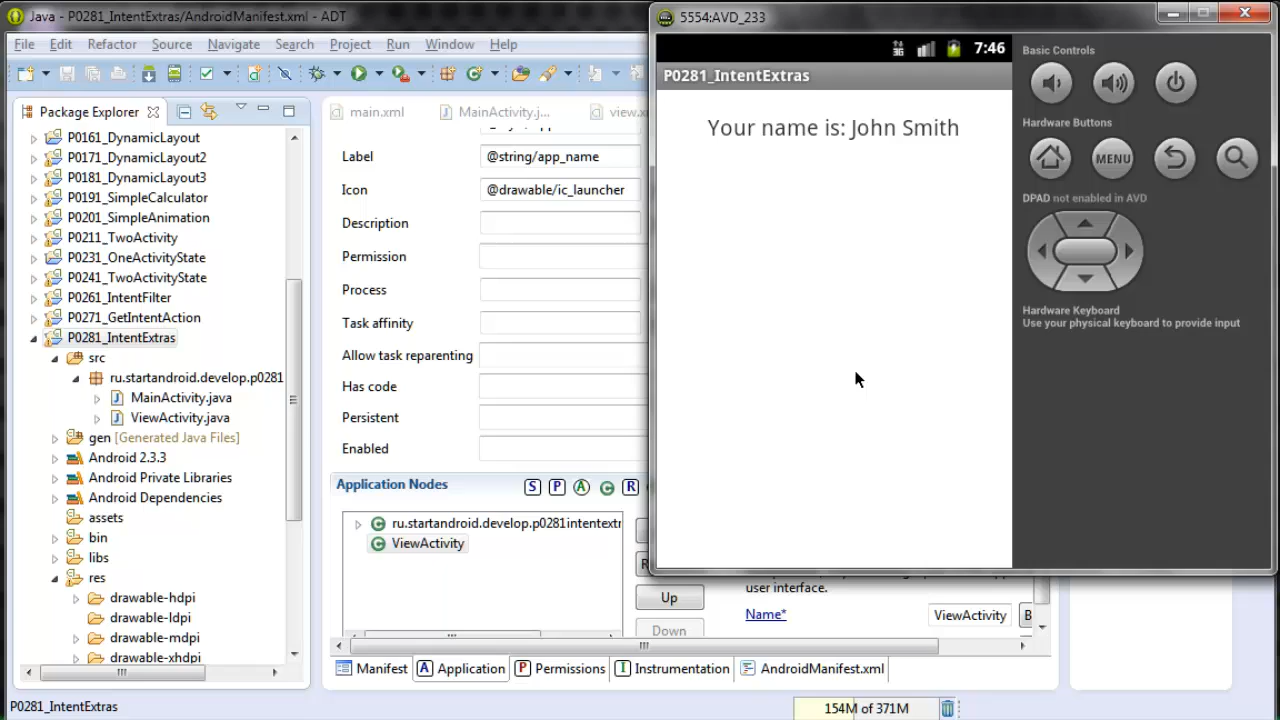 Java - P0281_IntentExtras/AndroidManifest.xml - ADT
File Edit Refactor Source Navigate Search Project Run Window Help
Package Explorer
P0161_DynamicLayout
P0171_DynamicLayout2
P0181_DynamicLayout3
P0191_SimpleCalculator
P0201_SimpleAnimation
P0211_TwoActivity
P0231_OneActivityState
P0241_TwoActivityState
P0261_IntentFilter
P0271_GetIntentAction
P0281_IntentExtras
src
ru.startandroid.develop.p0281
MainActivity.java
ViewActivity.java
gen [Generated Java Files]
Android 2.3.3
Android Private Libraries
Android Dependencies
assets
bin
libs
res
drawable-hdpi
drawable-ldpi
drawable-mdpi
drawable-xhdpi
main.xml MainActivity.j... view.x
Label @string/app_name
Icon @drawable/ic_launcher
Description
Permission
Process
Task affinity
Allow task reparenting
Has code
Persistent
Enabled
Application Nodes S P A C R
ru.startandroid.develop.p0281intentextr
ViewActivity
Up
Down
user interface.
Name* ViewActivity B
Manifest Application Permissions Instrumentation AndroidManifest.xml
P0281_IntentExtras
154M of 371M
5554:AVD_233
7:46
P0281_IntentExtras
Your name is: John Smith
Basic Controls
Hardware Buttons
MENU
DPAD not enabled in AVD
Hardware Keyboard
Use your physical keyboard to provide input